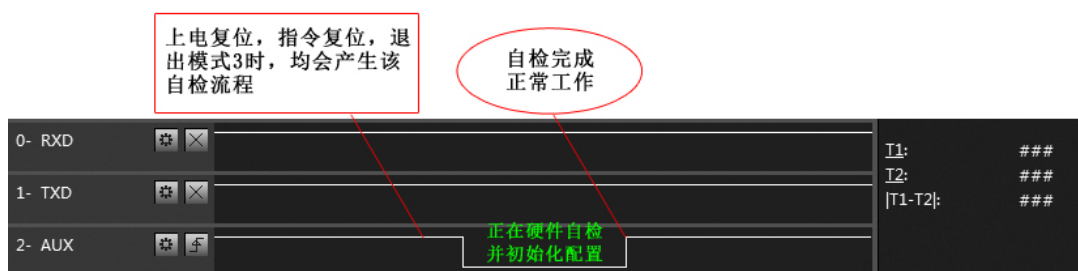 上电复位，指令复位，退
出模式3时，均会产生该
自检流程
自检完成
正常工作
0- RXD
1- TXD
2- AUX
正在硬件自检
并初始化配置
T1: ###
T2: ###
|T1-T2|: ###